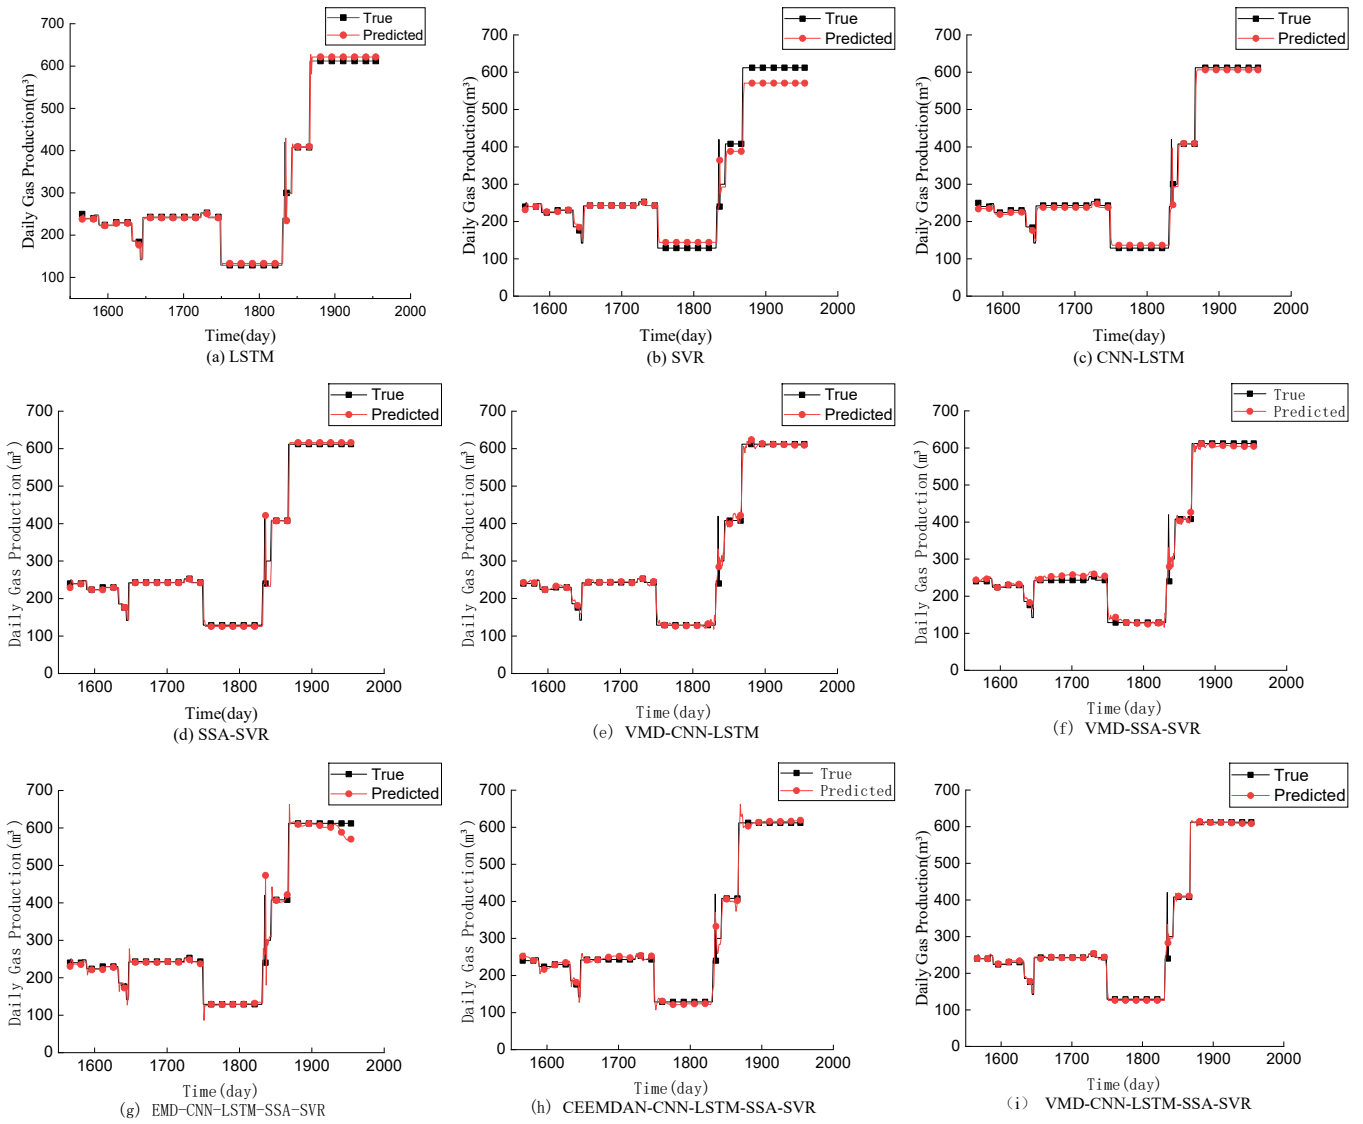 True
Predicted
Daily Gas Production(m³)
700
600
500
400
300
200
100
1600
1700
1800
1900
2000
Time(day)
(a) LSTM
True
Predicted
Daily Gas Production(m³)
700
600
500
400
300
200
100
0
1600
1700
1800
1900
2000
Time(day)
(b) SVR
True
Predicted
Daily Gas Production(m³)
700
600
500
400
300
200
100
0
1600
1700
1800
1900
2000
Time(day)
(c) CNN-LSTM
True
Predicted
Daily Gas Production(m³)
700
600
500
400
300
200
100
0
1600
1700
1800
1900
2000
Time(day)
(d) SSA-SVR
True
Predicted
Daily Gas Production(m³)
700
600
500
400
300
200
100
0
1600
1700
1800
1900
2000
Time(day)
(e) VMD-CNN-LSTM
True
Predicted
Daily Gas Production(m³)
700
600
500
400
300
200
100
0
1600
1700
1800
1900
2000
Time(day)
(f) VMD-SSA-SVR
True
Predicted
Daily Gas Production(m³)
700
600
500
400
300
200
100
0
1600
1700
1800
1900
2000
Time(day)
(g) EMD-CNN-LSTM-SSA-SVR
True
Predicted
Daily Gas Production(m³)
700
600
500
400
300
200
100
0
1600
1700
1800
1900
2000
Time(day)
(h) CEEMDAN-CNN-LSTM-SSA-SVR
True
Predicted
Daily Gas Production(m³)
700
600
500
400
300
200
100
0
1600
1700
1800
1900
2000
Time(day)
(i) VMD-CNN-LSTM-SSA-SVR